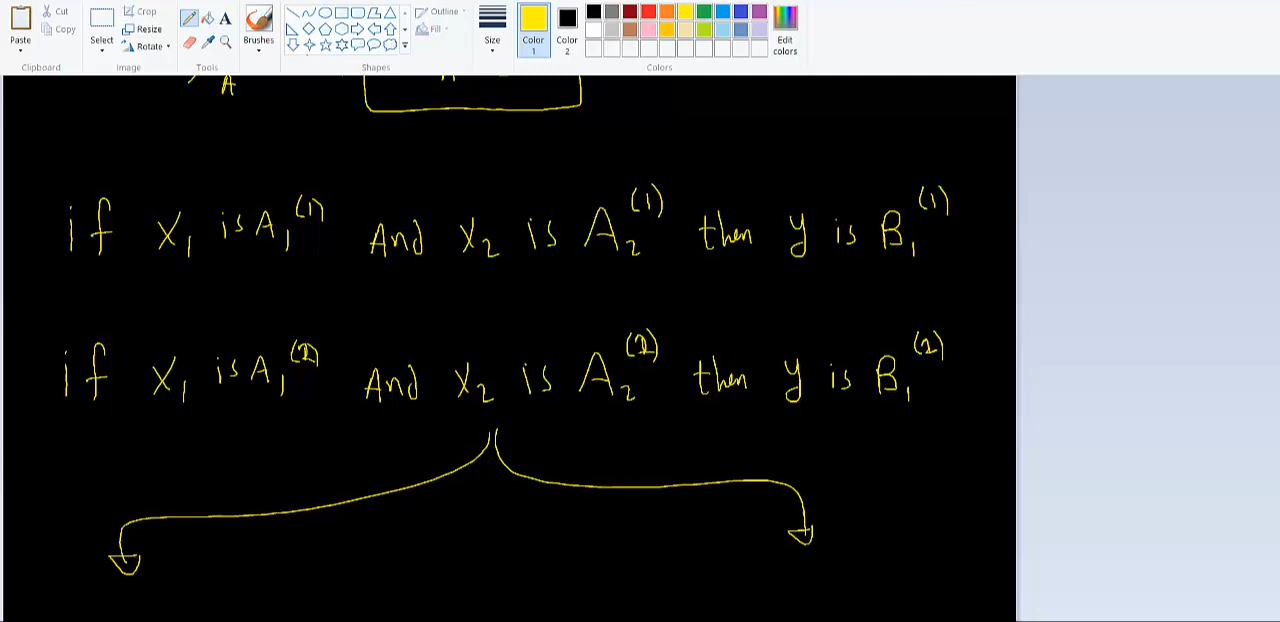 Paste
Cut
Copy
Clipboard
Select
Crop
Resize
Rotate
Image
A
Tools
Brushes
Outline
Fill
Shapes
Size
Color 1
Color 2
Edit colors
Colors
A
if X₁ is A₁⁽¹⁾ And X₂ is A₂⁽¹⁾ then y is B₁⁽¹⁾
if X₁ is A₁⁽²⁾ And X₂ is A₂⁽²⁾ then y is B₁⁽²⁾